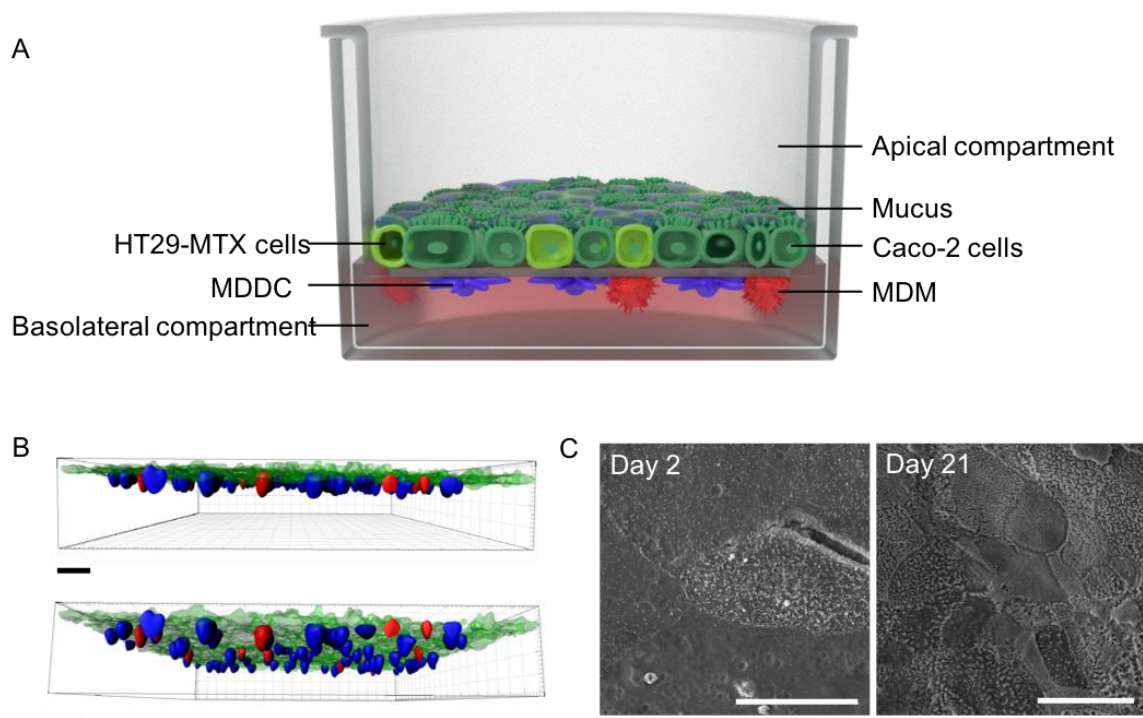 A
Apical compartment
Mucus
HT29-MTX cells
Caco-2 cells
MDDC
MDM
Basolateral compartment
B
C
Day 2
Day 21